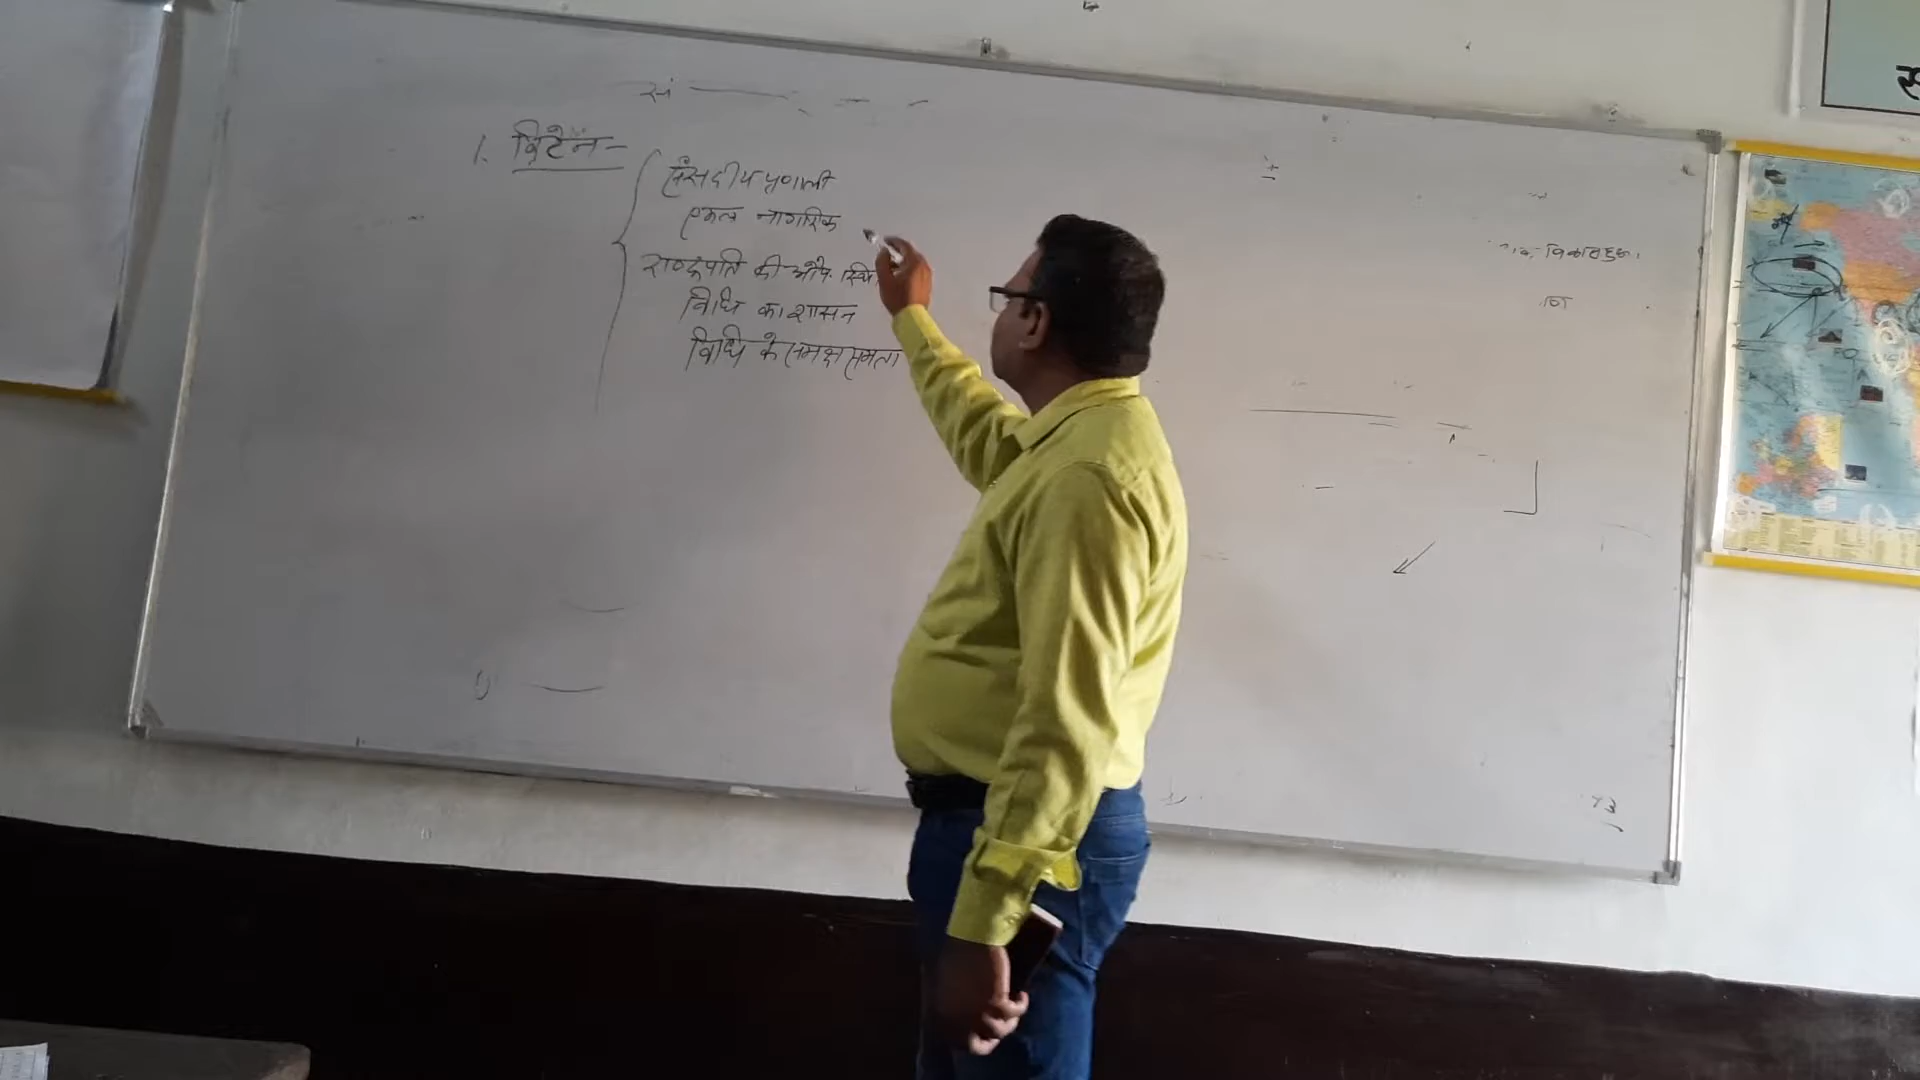 सं
1. ब्रिटेन -
संसदीय प्रणाली
एकल नागरिक
राष्ट्रपति की औप. स्थि
विधि का शासन
विधि के समक्ष समता